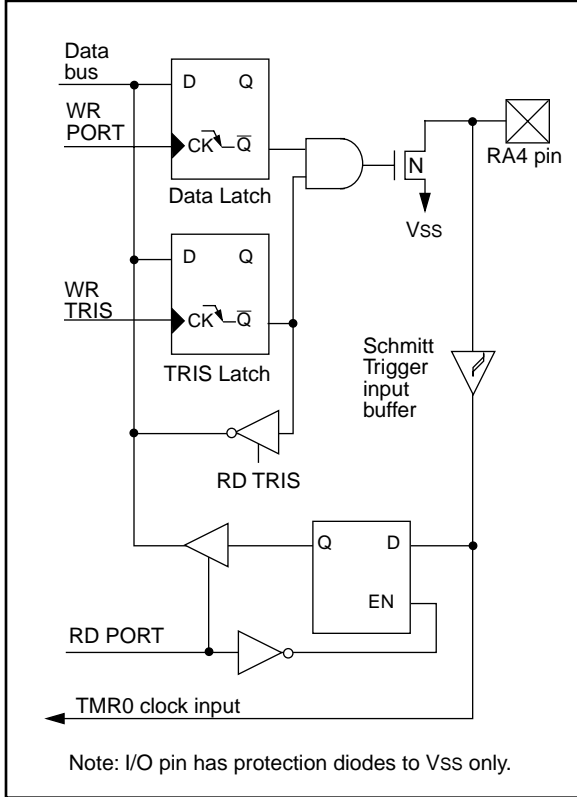 Data
bus
D Q
WR
PORT
CK Q
Data Latch
N
RA4 pin
VSS
D Q
WR
TRIS
CK Q
TRIS Latch
Schmitt
Trigger
input
buffer
RD TRIS
Q D
EN
RD PORT
TMR0 clock input
Note: I/O pin has protection diodes to VSS only.